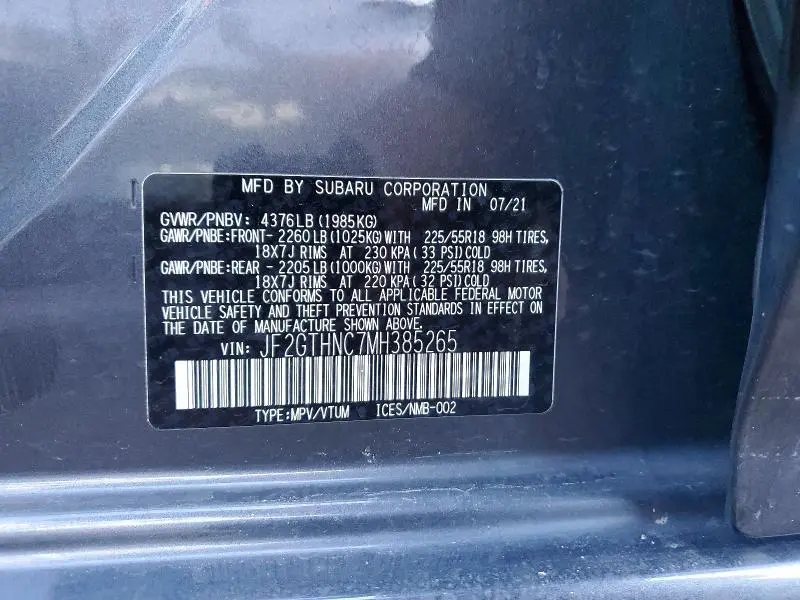 MFD BY SUBARU CORPORATION
MFD IN 07/21
GVWR/PNBV: 4376LB(1985KG)
GAWR/PNBE:FRONT- 2260LB(1025KG)WITH 225/55R18 98H TIRES,
18X7J RIMS AT 230 KPA(33 PSI)COLD
GAWR/PNBE:REAR - 2205LB(1000KG)WITH 225/55R18 98H TIRES,
18X7J RIMS AT 220 KPA(32 PSI)COLD
THIS VEHICLE CONFORMS TO ALL APPLICABLE FEDERAL MOTOR
VEHICLE SAFETY AND THEFT PREVENTION STANDARDS IN EFFECT ON
THE DATE OF MANUFACTURE SHOWN ABOVE.
VIN: JF2GTHNC7MH385265
TYPE:MPV/VTUM ICES/NMB-002